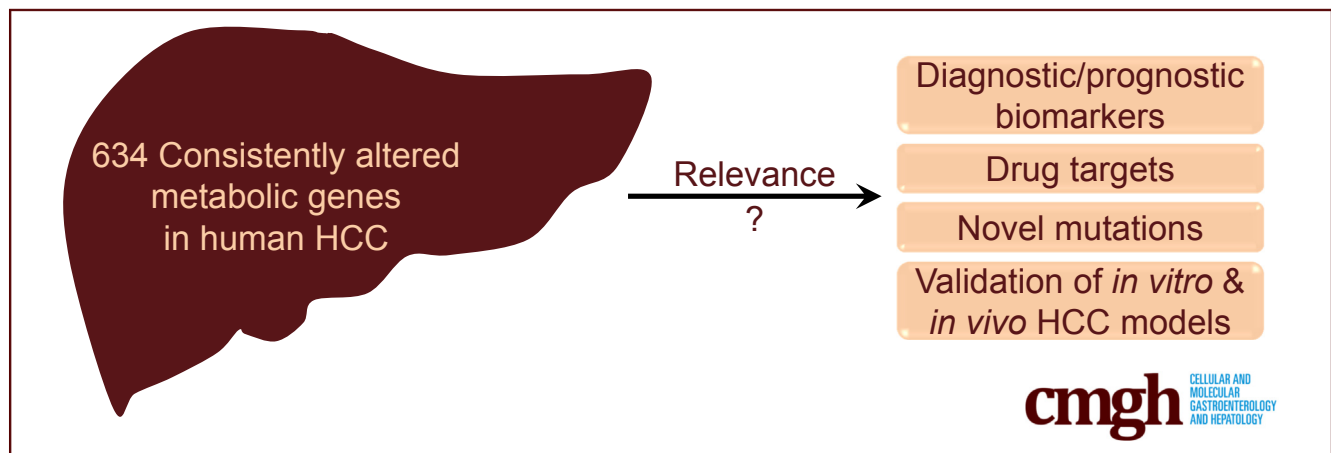 634 Consistently altered
metabolic genes
in human HCC
Relevance
?
Diagnostic/prognostic
biomarkers
Drug targets
Novel mutations
Validation of in vitro &
in vivo HCC models
cmgh
CELLULAR AND
MOLECULAR
GASTROENTEROLOGY
AND HEPATOLOGY